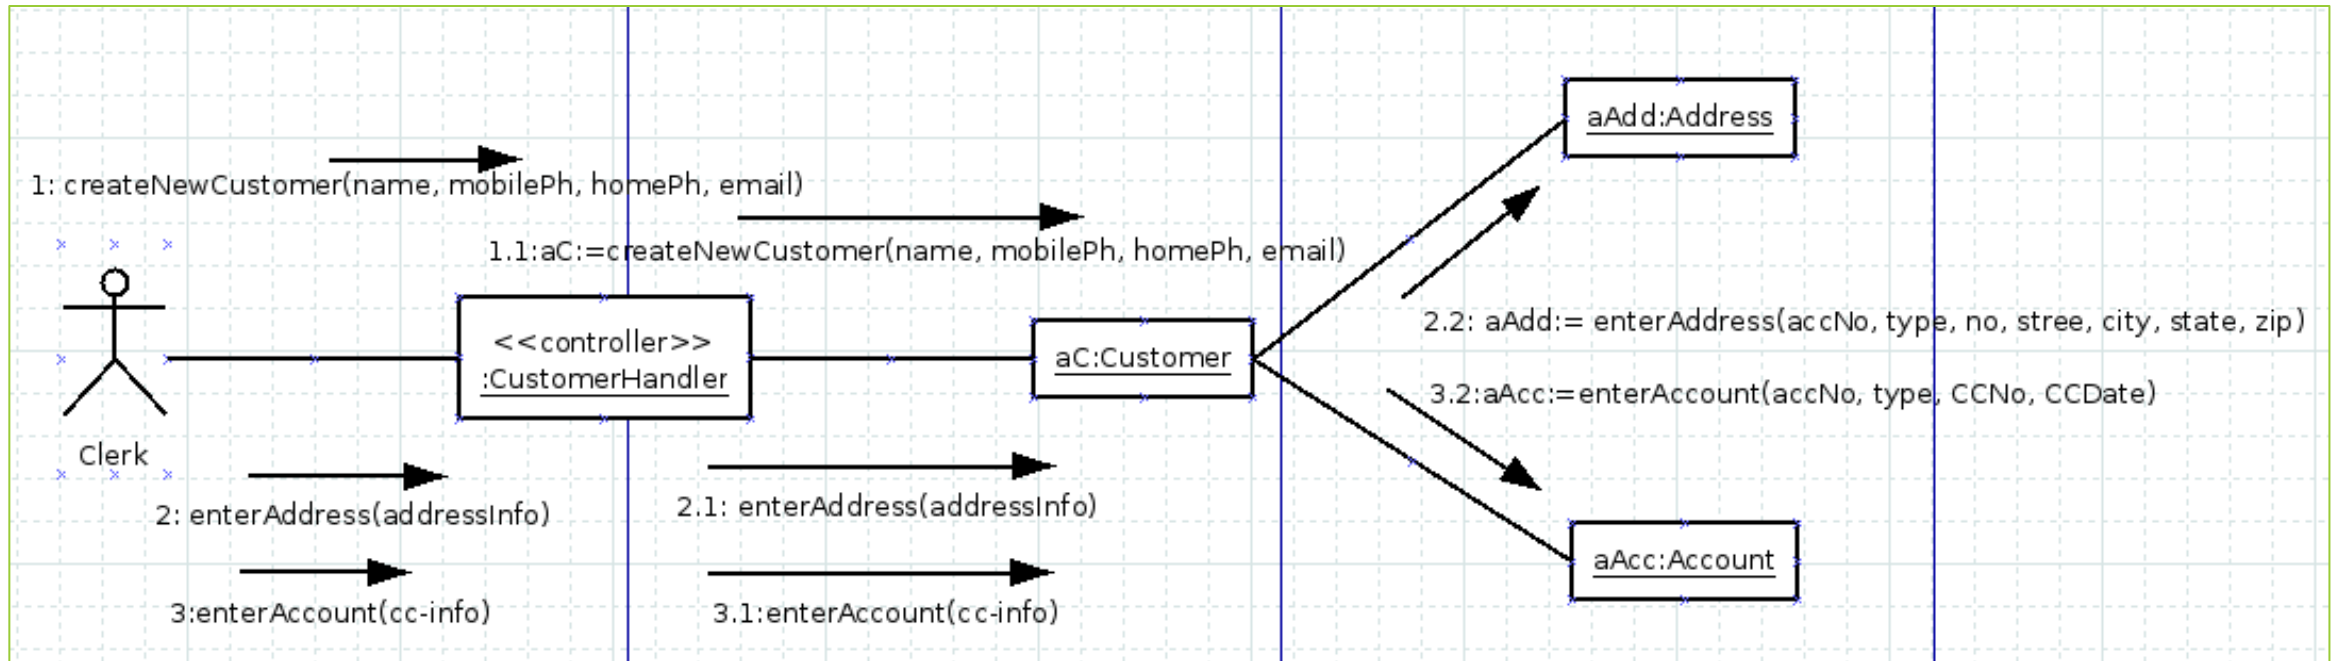 aAdd:Address
1: createNewCustomer(name, mobilePh, homePh, email)
1.1:aC:=createNewCustomer(name, mobilePh, homePh, email)
2.2: aAdd:= enterAddress(accNo, type, no, stree, city, state, zip)
<<controller>>
:CustomerHandler
aC:Customer
3.2:aAcc:=enterAccount(accNo, type, CCNo, CCDate)
Clerk
2: enterAddress(addressInfo)
2.1: enterAddress(addressInfo)
aAcc:Account
3:enterAccount(cc-info)
3.1:enterAccount(cc-info)